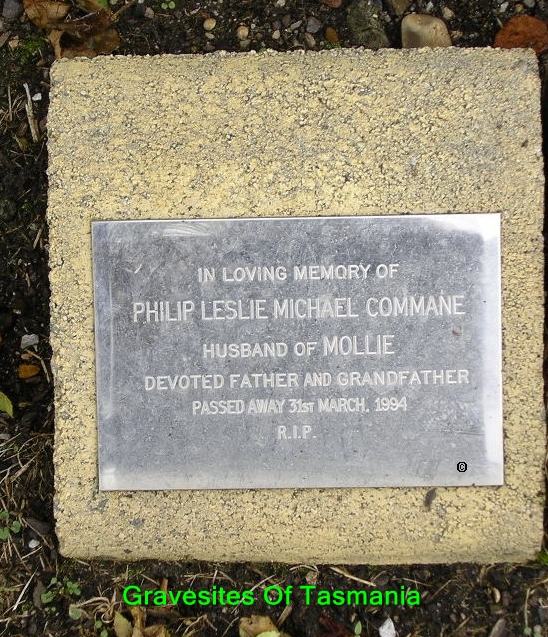 IN LOVING MEMORY OF
PHILIP LESLIE MICHAEL COMMANE
HUSBAND OF MOLLIE
DEVOTED FATHER AND GRANDFATHER
PASSED AWAY 31ST MARCH, 1994
R.I.P.
©
Gravesites Of Tasmania